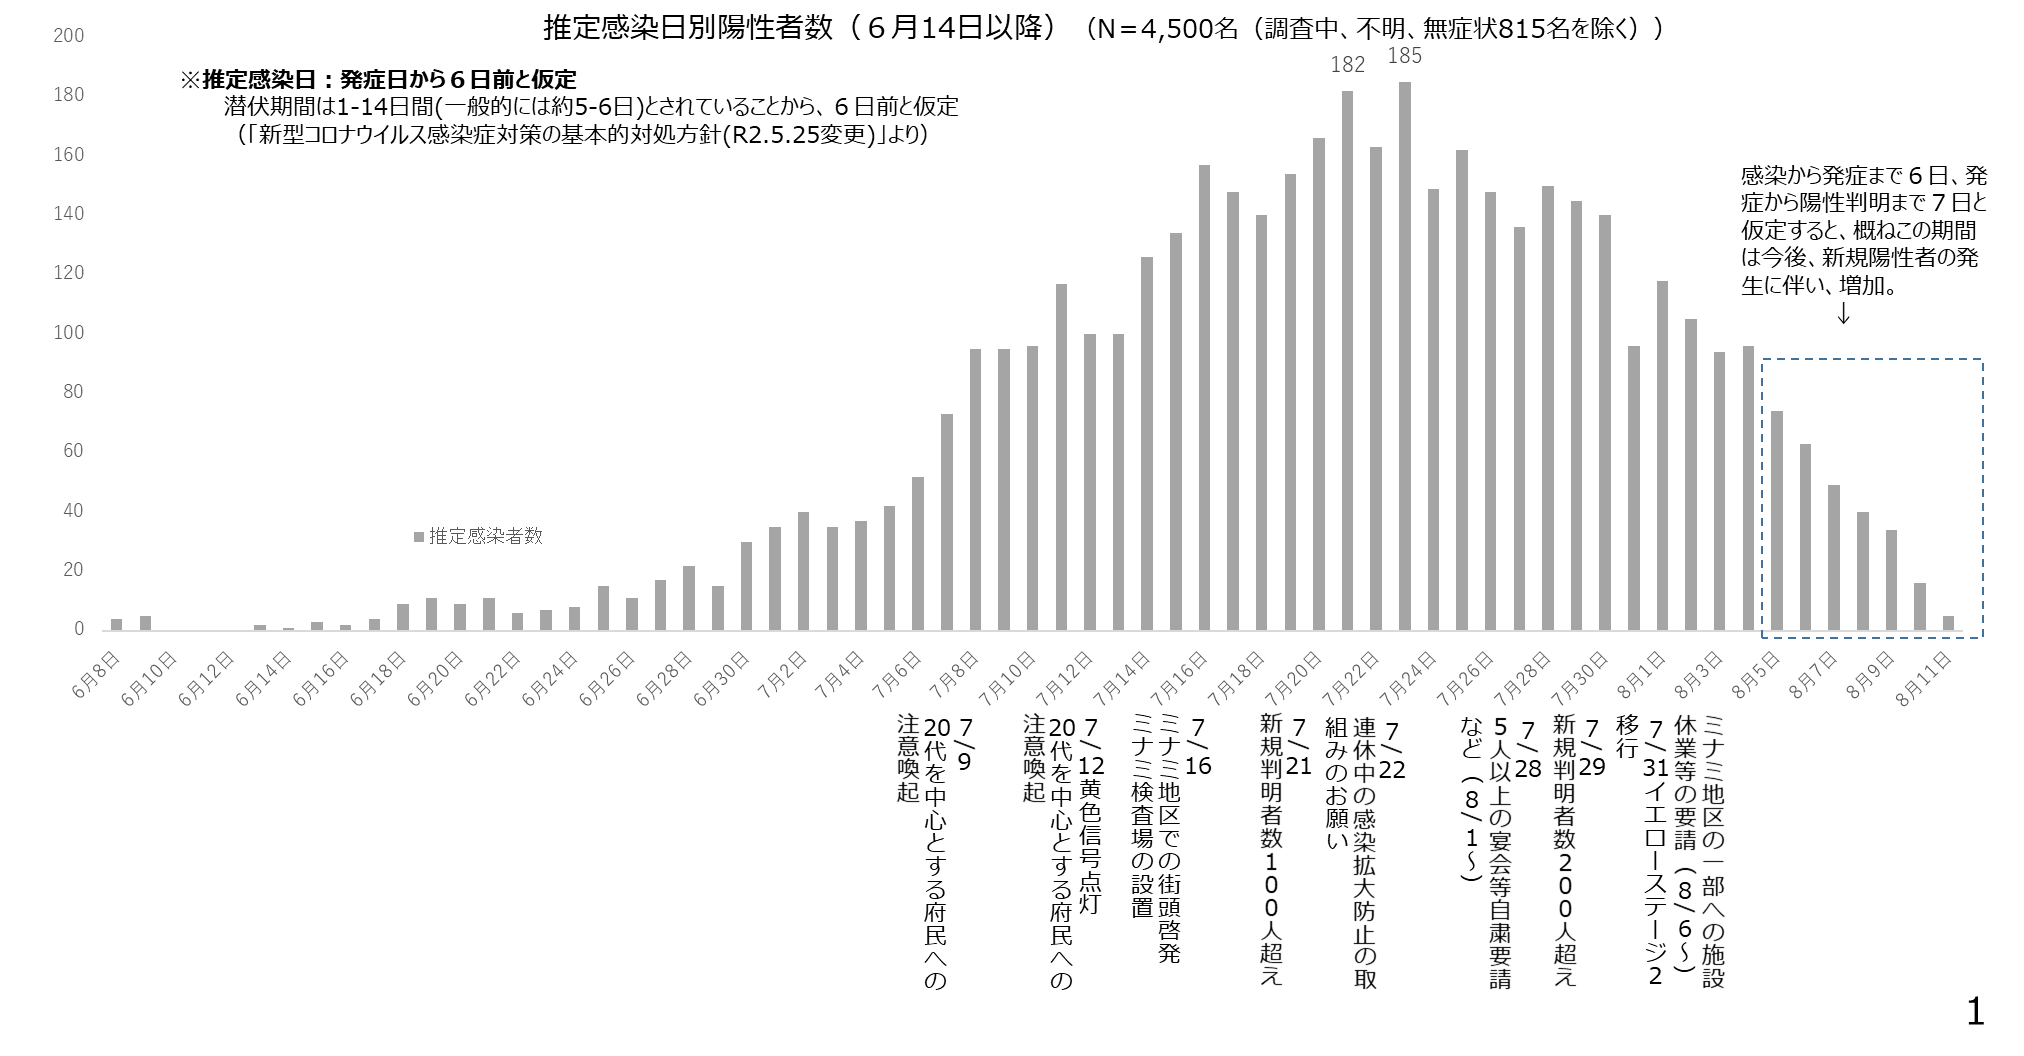 推定感染日別陽性者数（６月14日以降）（N＝4,500名（調査中、不明、無症状815名を除く））
※推定感染日：発症日から６日前と仮定
潜伏期間は1-14日間(一般的には約5-6日)とされていることから、６日前と仮定
（「新型コロナウイルス感染症対策の基本的対処方針(R2.5.25変更)」より）
200
180
160
140
120
100
80
60
40
20
0
182
185
感染から発症まで６日、発
症から陽性判明まで７日と
仮定すると、概ねこの期間
は今後、新規陽性者の発
生に伴い、増加。
↓
推定感染者数
6月8日
6月10日
6月12日
6月14日
6月16日
6月18日
6月20日
6月22日
6月24日
6月26日
6月28日
6月30日
7月2日
7月4日
7月6日
7月8日
7月10日
7月12日
7月14日
7月16日
7月18日
7月20日
7月22日
7月24日
7月26日
7月28日
7月30日
8月1日
8月3日
8月5日
8月7日
8月9日
8月11日
7/9
20代を中心とする府民への
注意喚起
7/12黄色信号点灯
20代を中心とする府民への
注意喚起
7/16
ミナミ地区での街頭啓発
ミナミ検査場の設置
7/21
新規判明者数１００人超え
7/22
連休中の感染拡大防止の取
組みのお願い
7/28
５人以上の宴会等自粛要請
など（8/1～）
7/29
新規判明者数２００人超え
7/31イエローステージ２
移行
ミナミ地区の一部への施設
休業等の要請（8/6～）
1